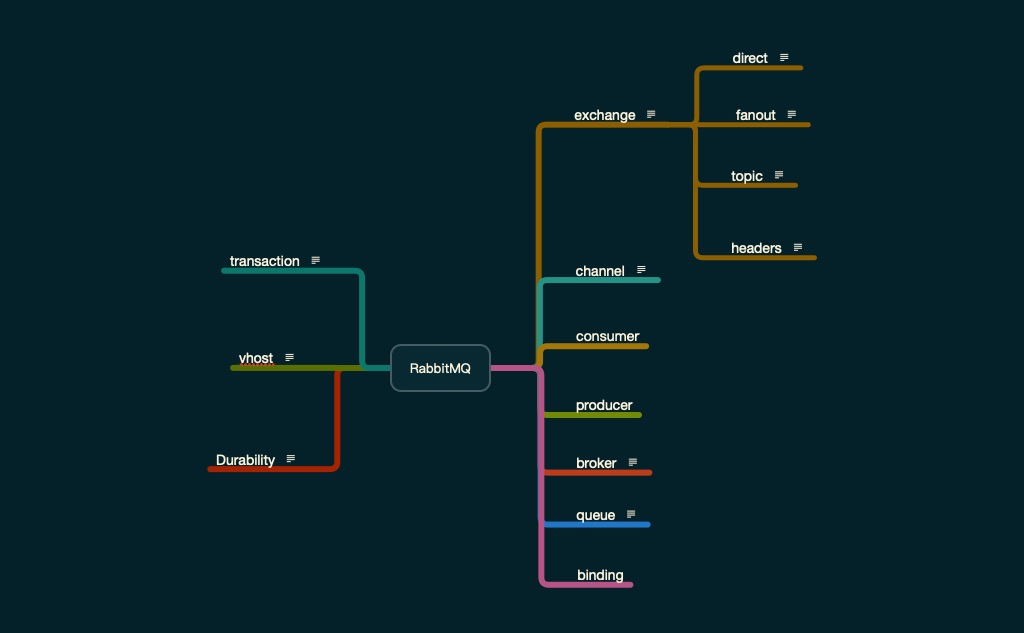 direct
exchange
fanout
topic
headers
transaction
channel
consumer
vhost
RabbitMQ
producer
Durability
broker
queue
binding